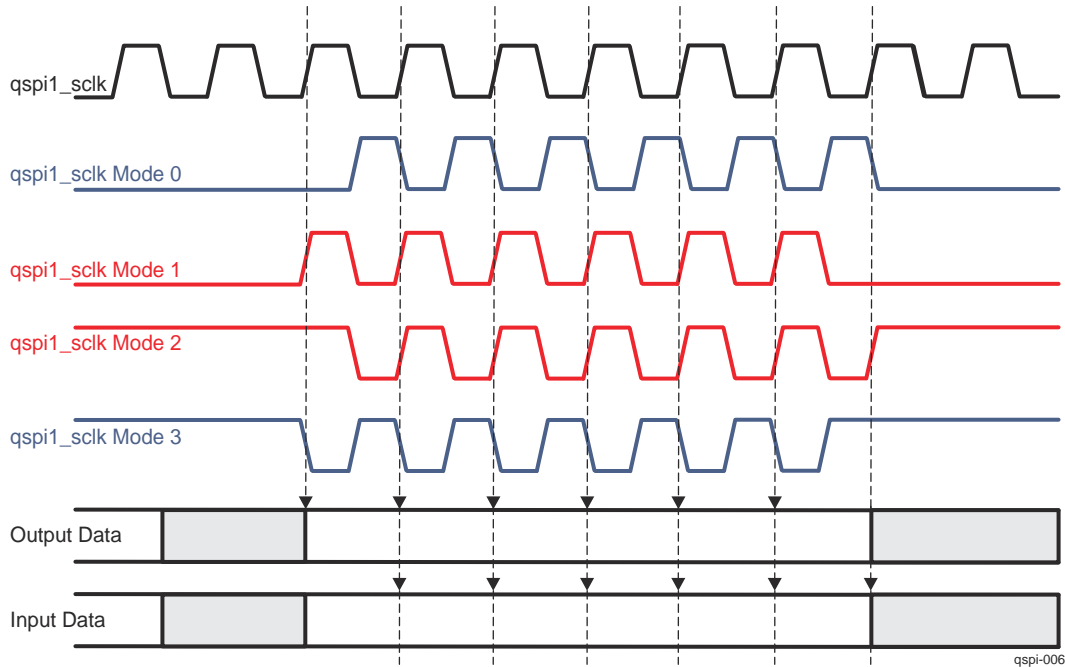 qspi1_sclk
qspi1_sclk Mode 0
qspi1_sclk Mode 1
qspi1_sclk Mode 2
qspi1_sclk Mode 3
Output Data
Input Data
qspi-006